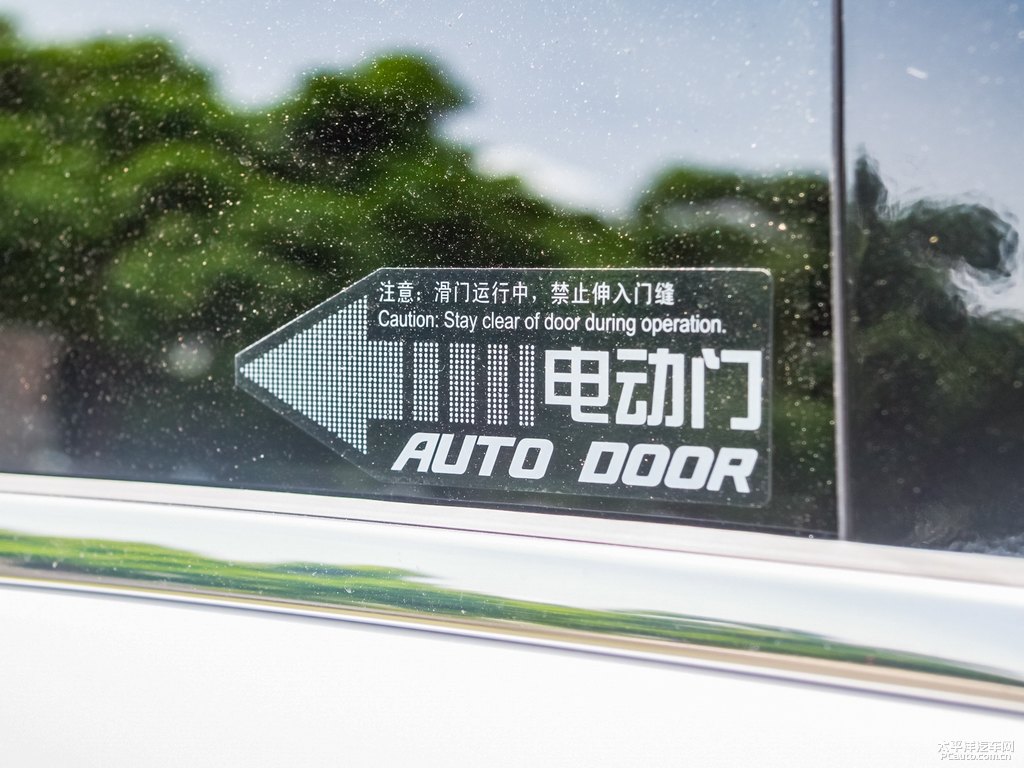 注意：滑门运行中，禁止伸入门缝
Caution: Stay clear of door during operation.
电动门
AUTO DOOR
太平洋汽车网
PCauto.com.cn